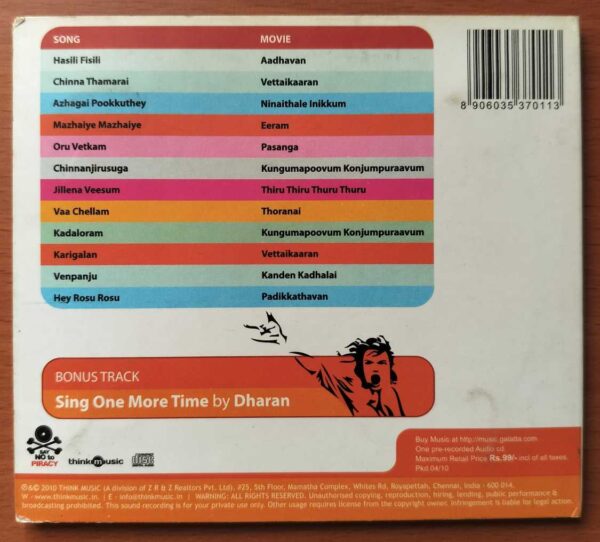 SONG MOVIE
Hasili Fisili Aadhavan
Chinna Thamarai Vettaikaaran
Azhagai Pookkuthey Ninaithale Inikkum
Mazhaiye Mazhaiye Eeram
Oru Vetkam Pasanga
Chinnanjirusuga Kungumapoovum Konjumpuraavum
Jillena Veesum Thiru Thiru Thuru Thuru
Vaa Chellam Thoranai
Kadaloram Kungumapoovum Konjumpuraavum
Karigalan Vettaikaaran
Venpanju Kanden Kadhalai
Hey Rosu Rosu Padikkathavan
8 906035 370113
BONUS TRACK
Sing One More Time by Dharan
SAY
NO to
PIRACY
thinkmusic
COMPACT
disc
DIGITAL AUDIO
Buy Music at http://music.galatta.com
One pre-recorded Audio cd
Maximum Retail Price Rs.99/- incl of all taxes.
Pkd.04/10
℗&© 2010 THINK MUSIC (A division of Z R & Z Realtors Pvt. Ltd), #25, 5th Floor, Mamatha Complex, Whites Rd, Royapettah, Chennai, India - 600 014.
W - www.thinkmusic.in, | E - info@thinkmusic.in | WARNING: ALL RIGHTS RESERVED. Unauthorised copying, reproduction, hiring, lending, public performance &
broadcasting prohibited. This sound recording is for your private use only. Other usage requires license from the copyright owner. infringement is liable for legal action.